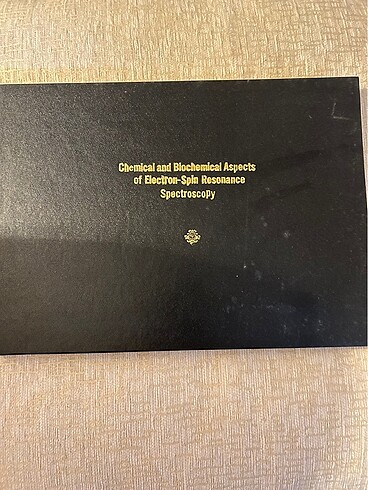 Chemical and Biochemical Aspects
of Electron-Spin Resonance
Spectroscopy